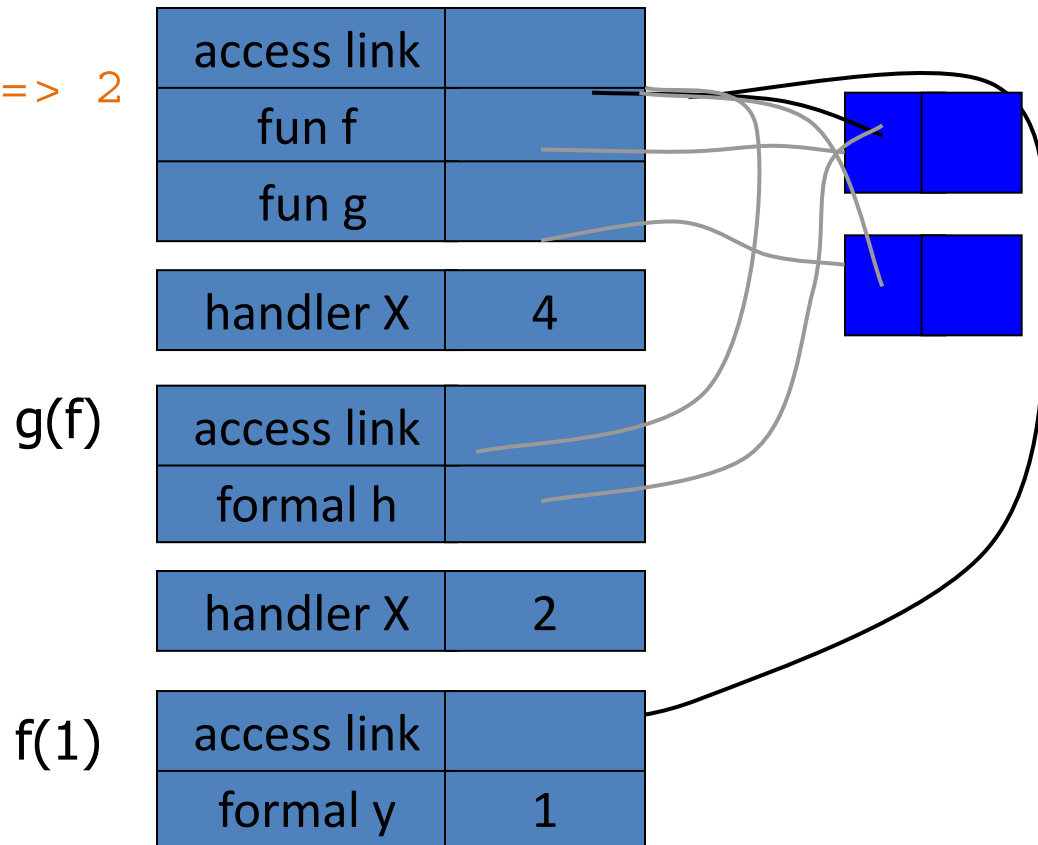 access link
=> 2
fun f
fun g
handler X 4
g(f)
access link
formal h
handler X 2
f(1)
access link
formal y 1